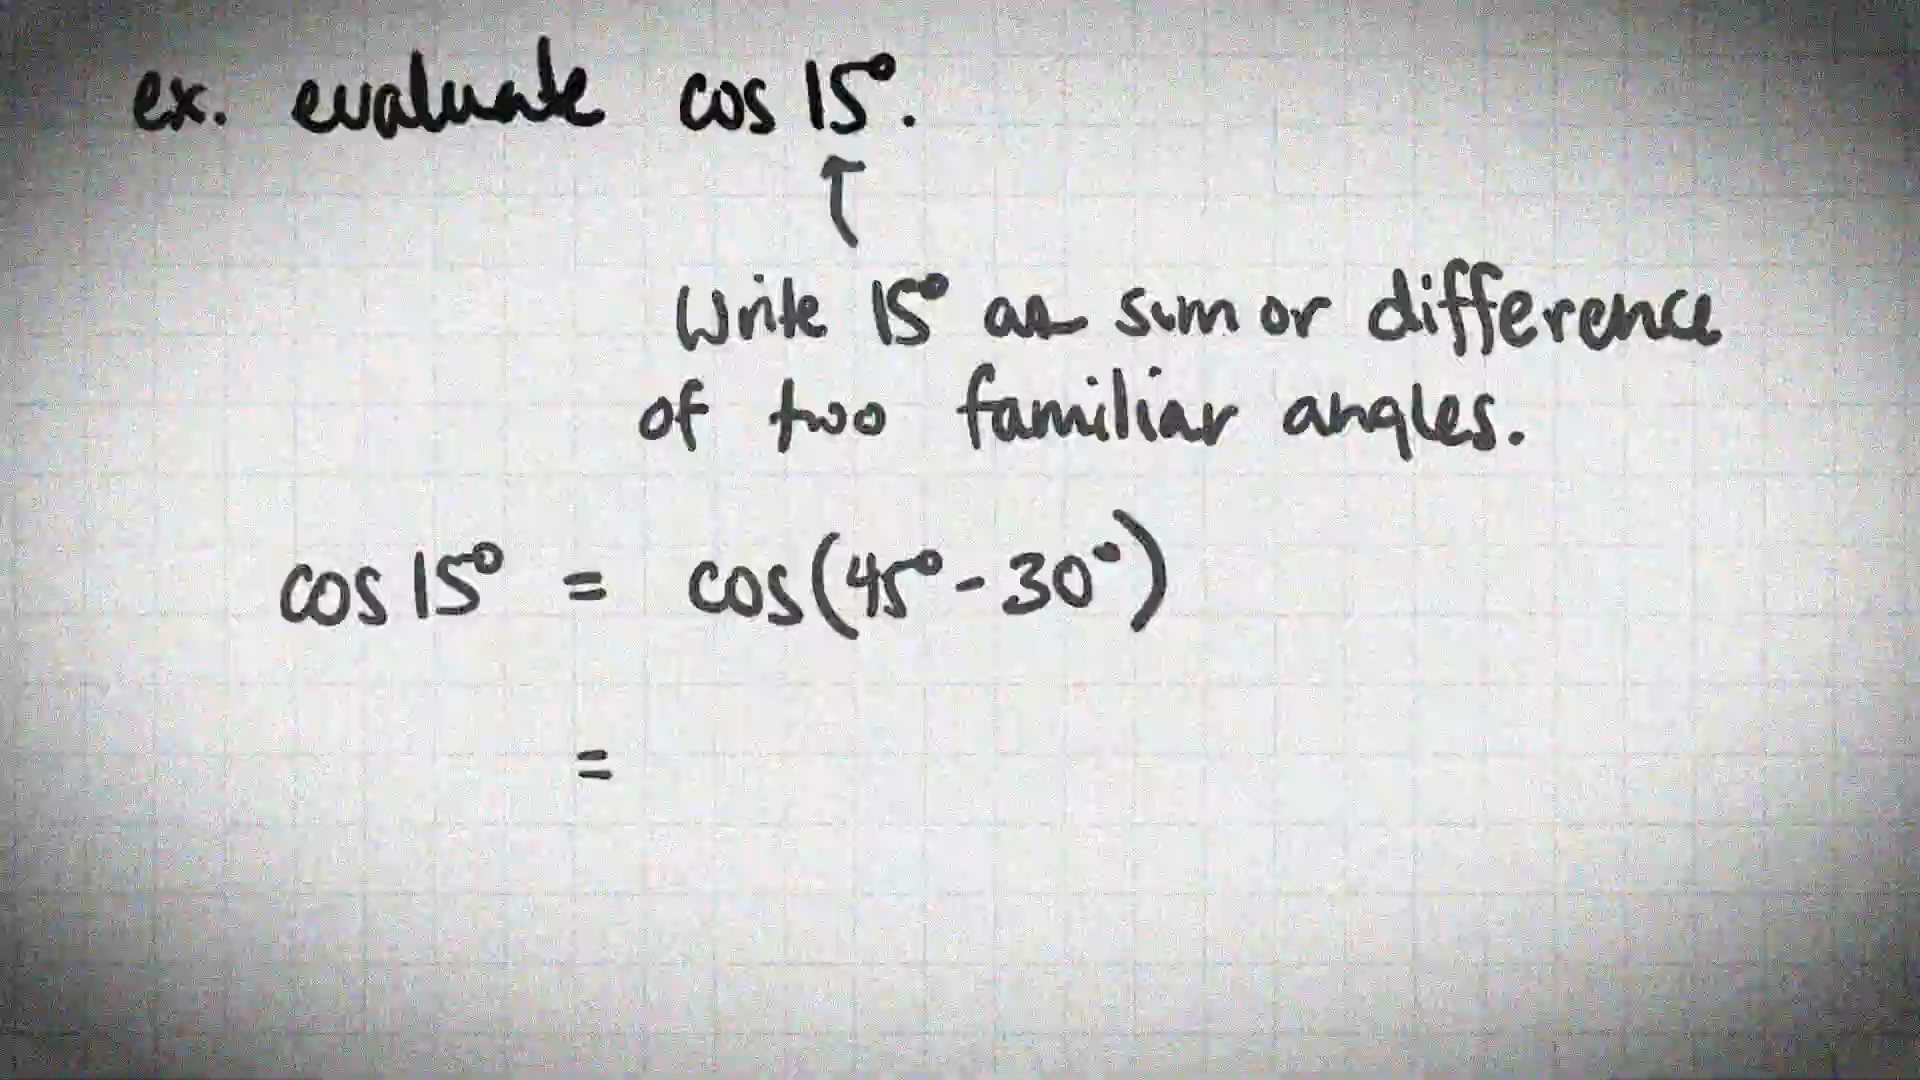 ex. evaluate cos 15°.
↑
Write 15° as sum or difference
of two familiar angles.
cos 15° = cos(45° - 30°)
=